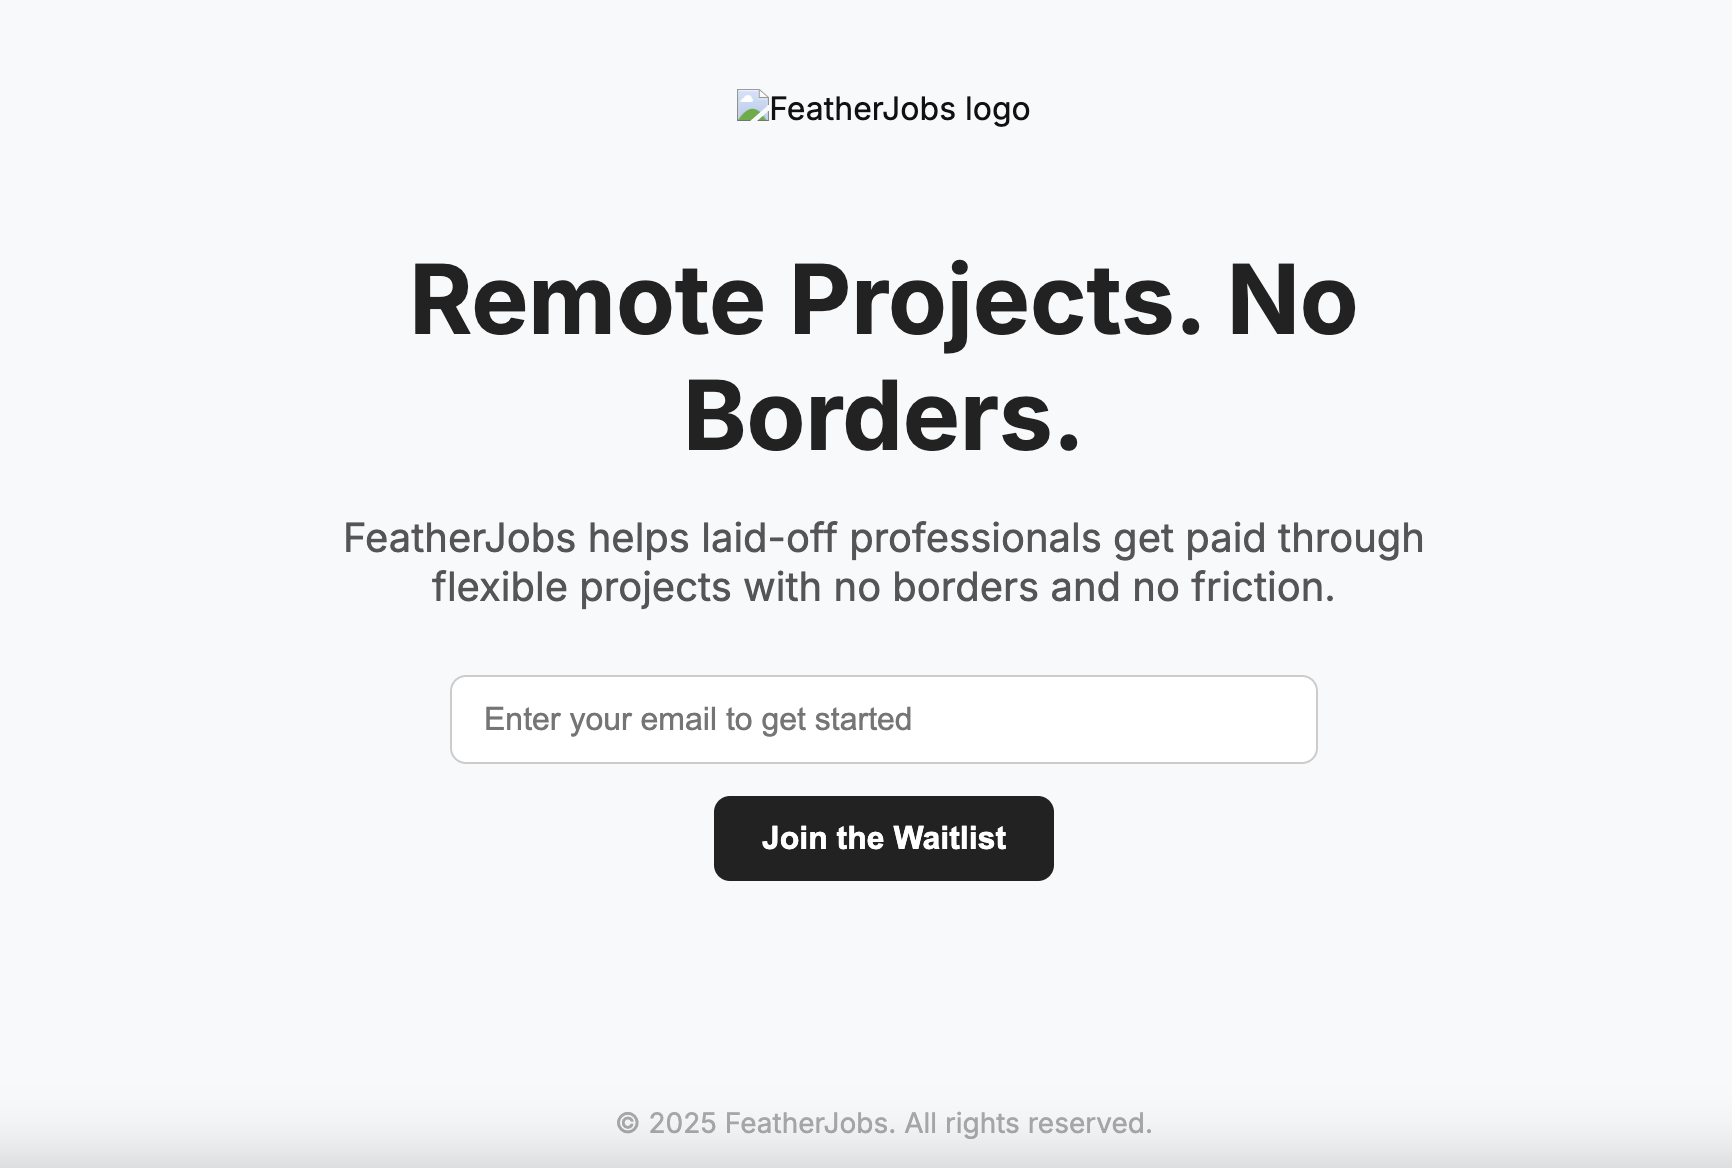 FeatherJobs logo
Remote Projects. No
Borders.
FeatherJobs helps laid-off professionals get paid through
flexible projects with no borders and no friction.
Enter your email to get started
Join the Waitlist
© 2025 FeatherJobs. All rights reserved.